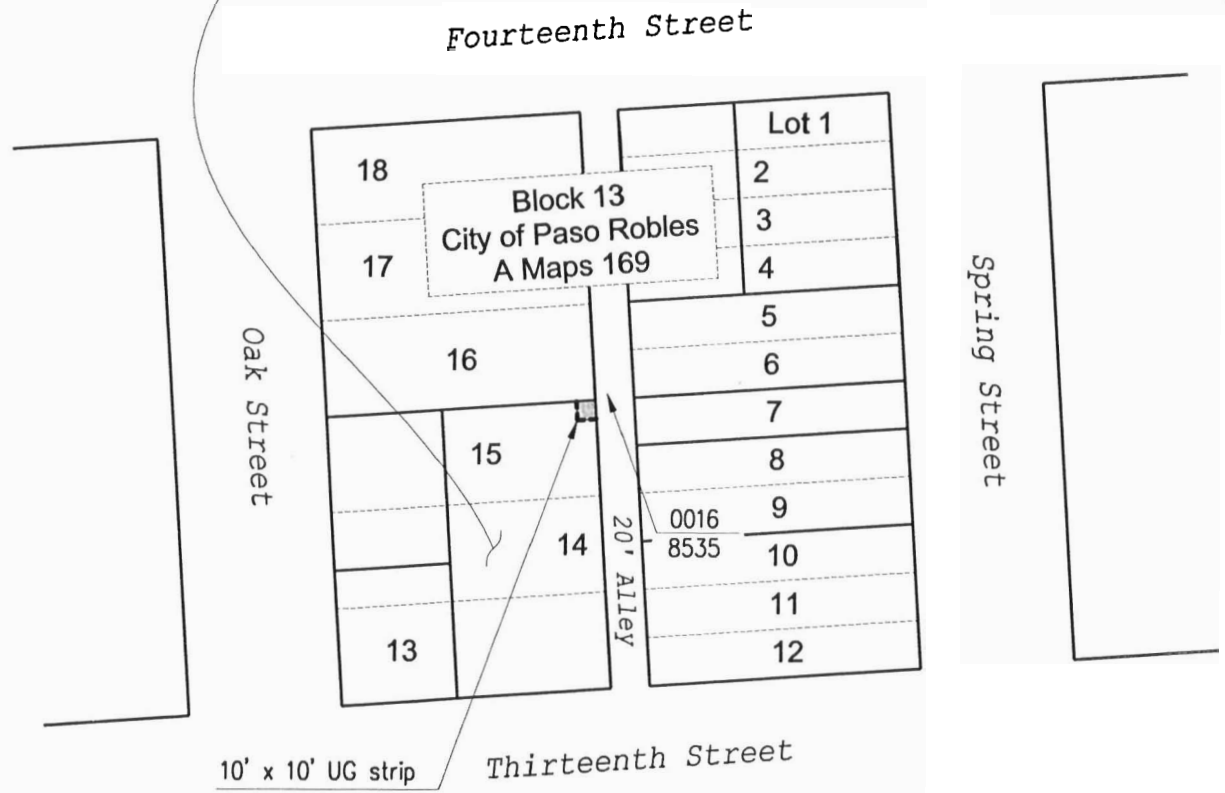 Fourteenth Street
Lot 1
18
2
Block 13
City of Paso Robles
A Maps 169
3
17
4
5
Oak Street
Spring Street
16
6
7
15
8
9
0016
8535
14
20' Alley
10
11
13
12
10' x 10' UG strip
Thirteenth Street